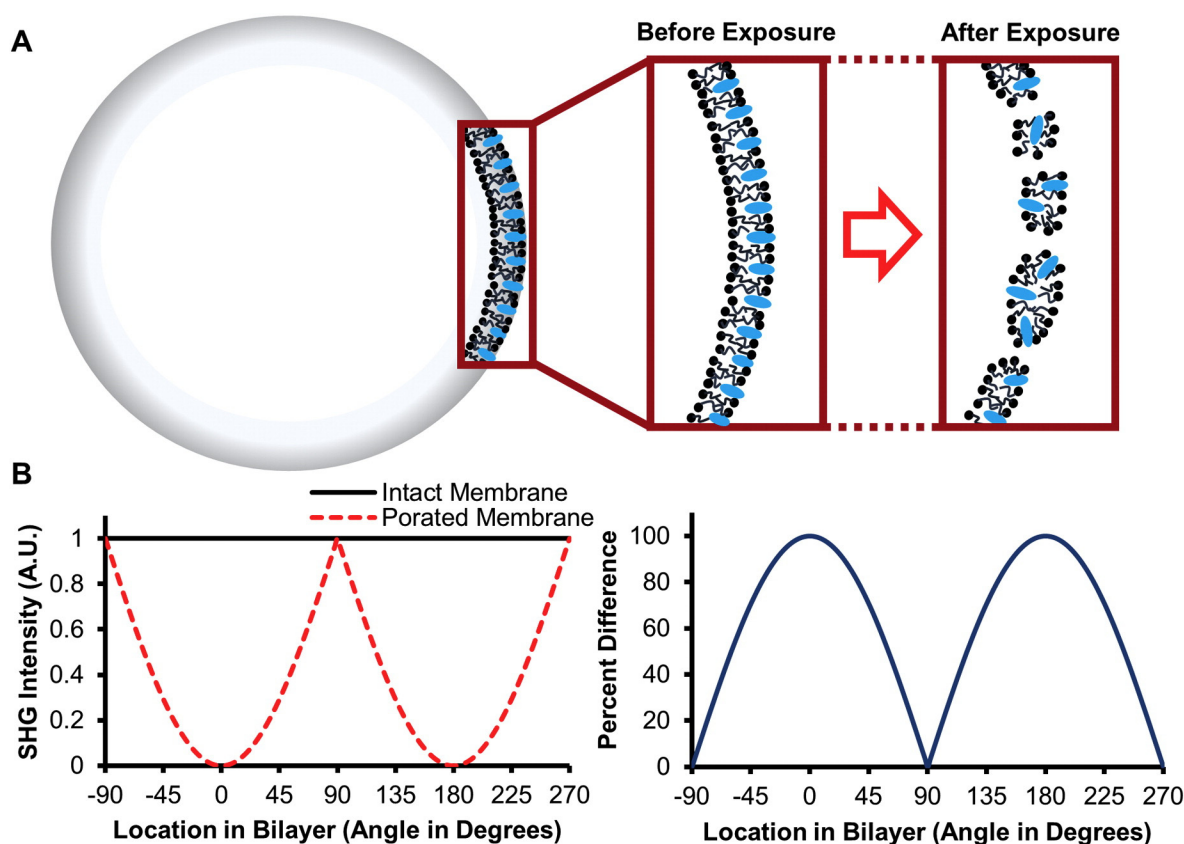 A
Before Exposure
After Exposure
B
Intact Membrane
Porated Membrane
SHG Intensity (A.U.)
1
0.8
0.6
0.4
0.2
0
-90 -45 0 45 90 135 180 225 270
Location in Bilayer (Angle in Degrees)
Percent Difference
100
80
60
40
20
0
-90 -45 0 45 90 135 180 225 270
Location in Bilayer (Angle in Degrees)